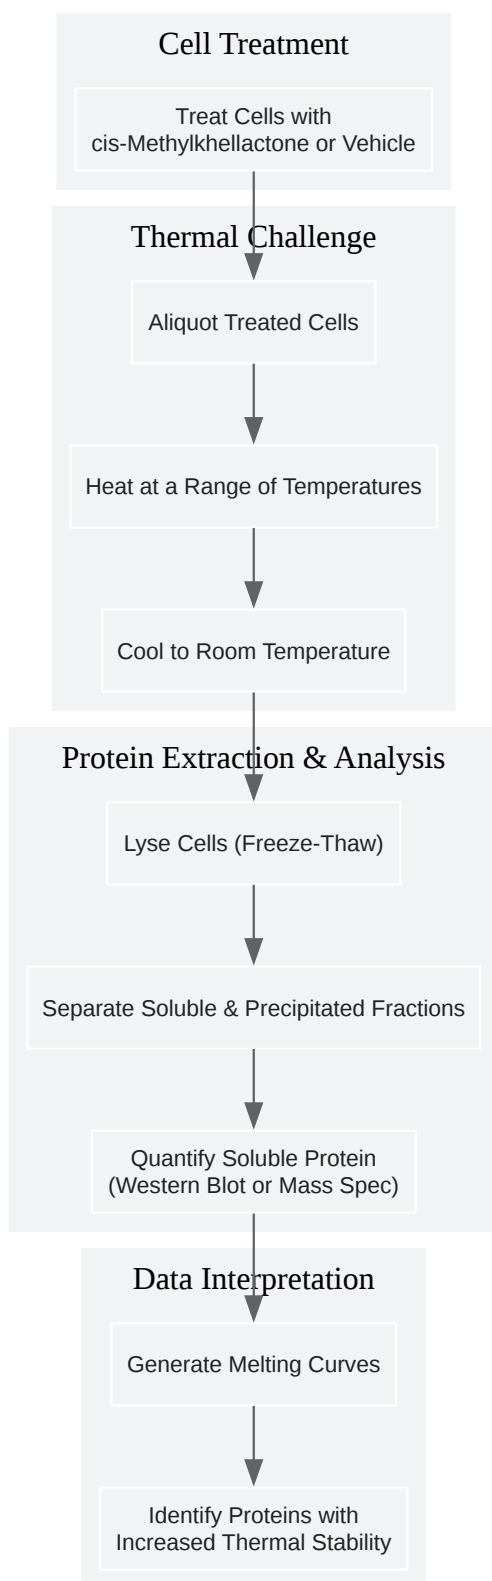 Cell Treatment
Treat Cells with
cis-Methylkhellactone or Vehicle
Thermal Challenge
Aliquot Treated Cells
Heat at a Range of Temperatures
Cool to Room Temperature
Protein Extraction & Analysis
Lyse Cells (Freeze-Thaw)
Separate Soluble & Precipitated Fractions
Quantify Soluble Protein
(Western Blot or Mass Spec)
Data Interpretation
Generate Melting Curves
Identify Proteins with
Increased Thermal Stability